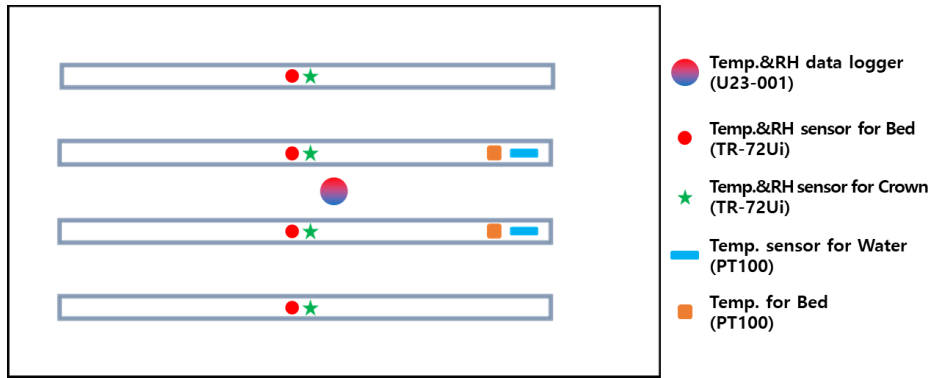 Temp.&RH data logger
(U23-001)
Temp.&RH sensor for Bed
(TR-72Ui)
Temp.&RH sensor for Crown
(TR-72Ui)
Temp. sensor for Water
(PT100)
Temp. for Bed
(PT100)